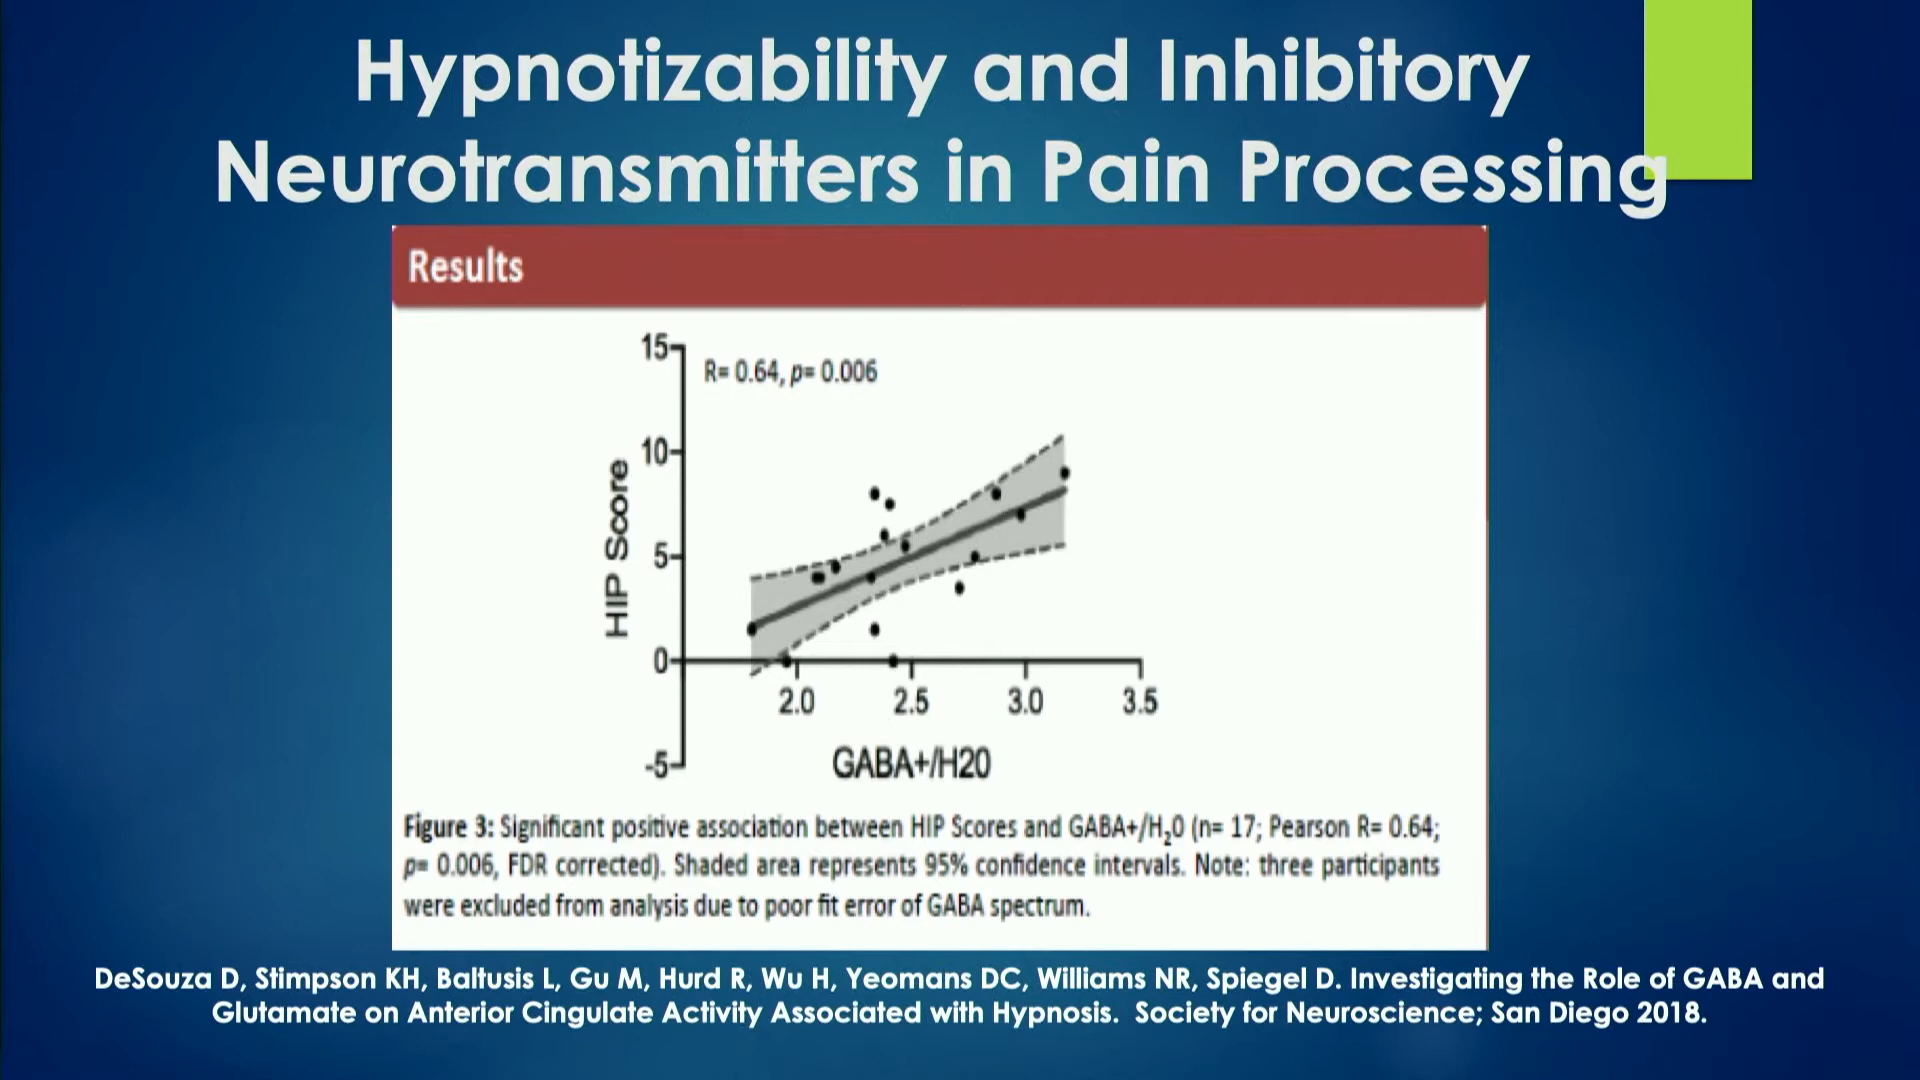 Hypnotizability and Inhibitory
Neurotransmitters in Pain Processing
Results
15
R= 0.64, p= 0.006
10
HIP Score
5
0
2.0 2.5 3.0 3.5
-5
GABA+/H20
Figure 3: Significant positive association between HIP Scores and GABA+/H₂0 (n= 17; Pearson R= 0.64;
p= 0.006, FDR corrected). Shaded area represents 95% confidence intervals. Note: three participants
were excluded from analysis due to poor fit error of GABA spectrum.
DeSouza D, Stimpson KH, Baltusis L, Gu M, Hurd R, Wu H, Yeomans DC, Williams NR, Spiegel D. Investigating the Role of GABA and
Glutamate on Anterior Cingulate Activity Associated with Hypnosis. Society for Neuroscience; San Diego 2018.